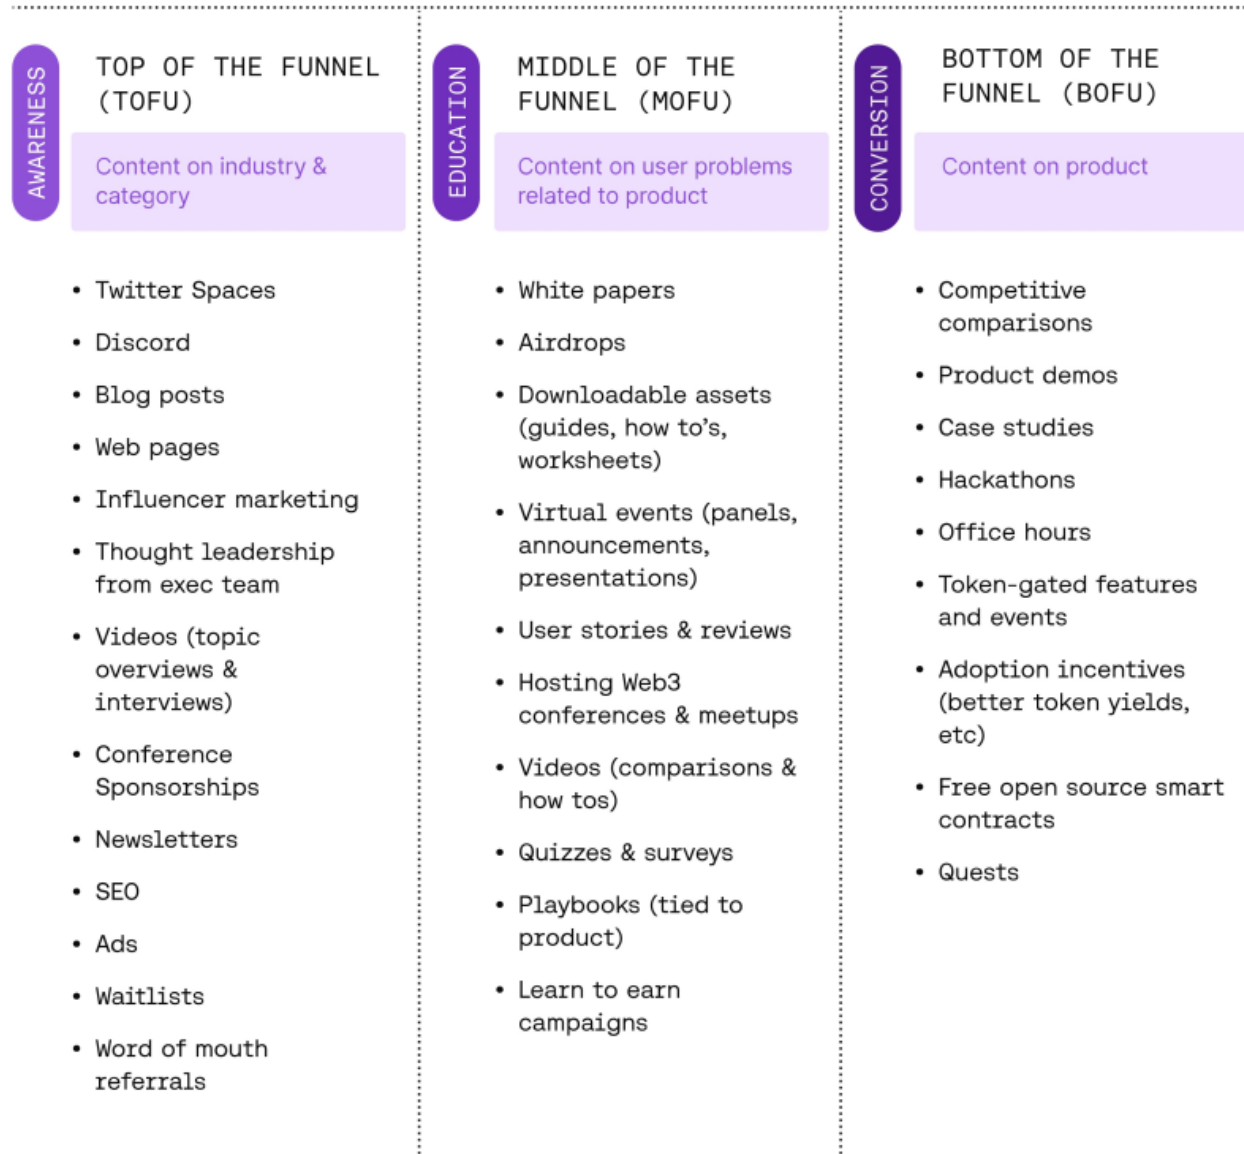 AWARENESS
TOP OF THE FUNNEL
(TOFU)
Content on industry &
category
• Twitter Spaces
• Discord
• Blog posts
• Web pages
• Influencer marketing
• Thought leadership
from exec team
• Videos (topic
overviews &
interviews)
• Conference
Sponsorships
• Newsletters
• SEO
• Ads
• Waitlists
• Word of mouth
referrals
EDUCATION
MIDDLE OF THE
FUNNEL (MOFU)
Content on user problems
related to product
• White papers
• Airdrops
• Downloadable assets
(guides, how to’s,
worksheets)
• Virtual events (panels,
announcements,
presentations)
• User stories & reviews
• Hosting Web3
conferences & meetups
• Videos (comparisons &
how tos)
• Quizzes & surveys
• Playbooks (tied to
product)
• Learn to earn
campaigns
CONVERSION
BOTTOM OF THE
FUNNEL (BOFU)
Content on product
• Competitive
comparisons
• Product demos
• Case studies
• Hackathons
• Office hours
• Token-gated features
and events
• Adoption incentives
(better token yields,
etc)
• Free open source smart
contracts
• Quests